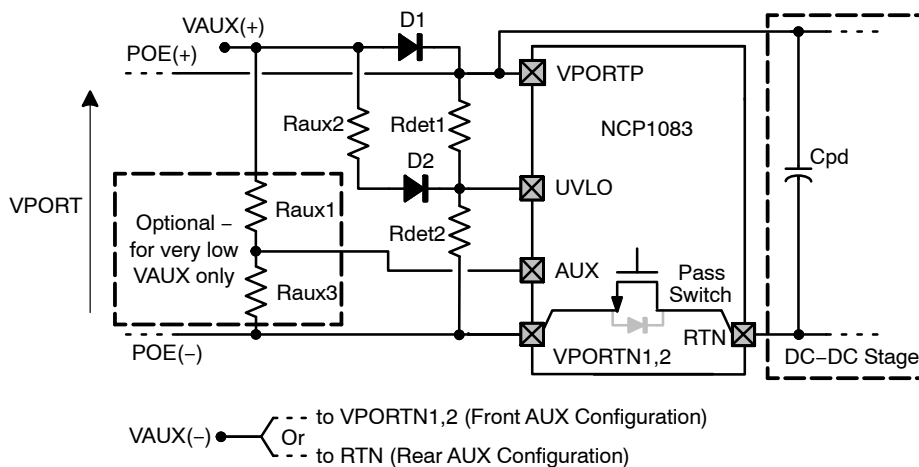 VAUX(+)
D1
POE(+)
VPORTP
Raux2
Rdet1
NCP1083
Cpd
D2
UVLO
VPORT
Raux1
Optional –
for very low
VAUX only
Rdet2
AUX
Pass
Switch
Raux3
RTN
POE(–)
VPORTN1,2
DC–DC Stage
to VPORTN1,2 (Front AUX Configuration)
VAUX(–)
Or
to RTN (Rear AUX Configuration)